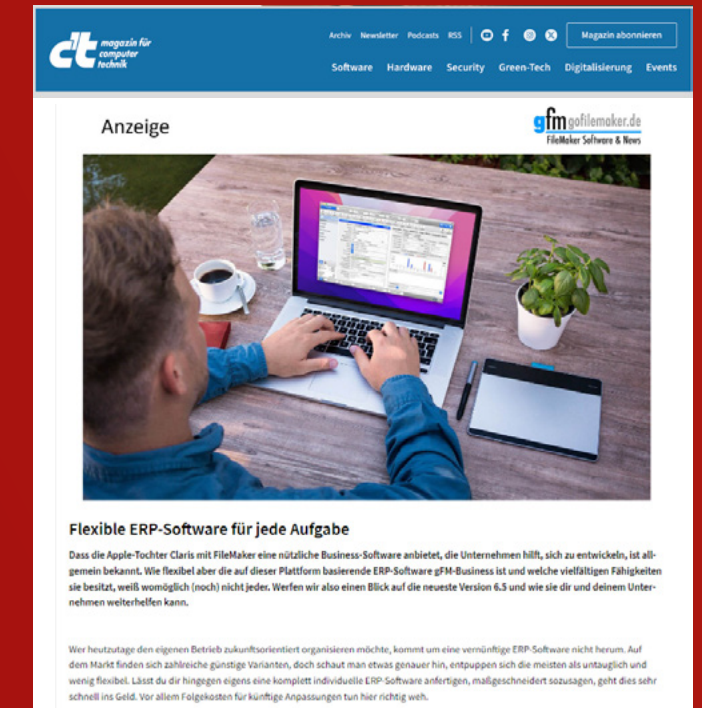 c't magazin für
computer
technik
Archiv Newsletter Podcasts RSS Magazin abonnieren
Software Hardware Security Green-Tech Digitalisierung Events
Anzeige
gfm gofilemaker.de
FileMaker Software & News
Flexible ERP-Software für jede Aufgabe
Dass die Apple-Tochter Claris mit FileMaker eine nützliche Business-Software anbietet, die Unternehmen hilft, sich zu entwickeln, ist all-
gemein bekannt. Wie flexibel aber die auf dieser Plattform basierende ERP-Software gFM-Business ist und welche vielfältigen Fähigkeiten
sie besitzt, weiß womöglich (noch) nicht jeder. Werfen wir also einen Blick auf die neueste Version 6.5 und wie sie dir und deinem Unter-
nehmen weiterhelfen kann.
Wer heutzutage den eigenen Betrieb zukunftsorientiert organisieren möchte, kommt um eine vernünftige ERP-Software nicht herum. Auf
dem Markt finden sich zahlreiche günstige Varianten, doch schaut man etwas genauer hin, entpuppen sich die meisten als untauglich und
wenig flexibel. Lässt du dir hingegen eigens eine komplett individuelle ERP-Software anfertigen, maßgeschneidert sozusagen, geht dies sehr
schnell ins Geld. Vor allem Folgekosten für künftige Anpassungen tun hier richtig weh.